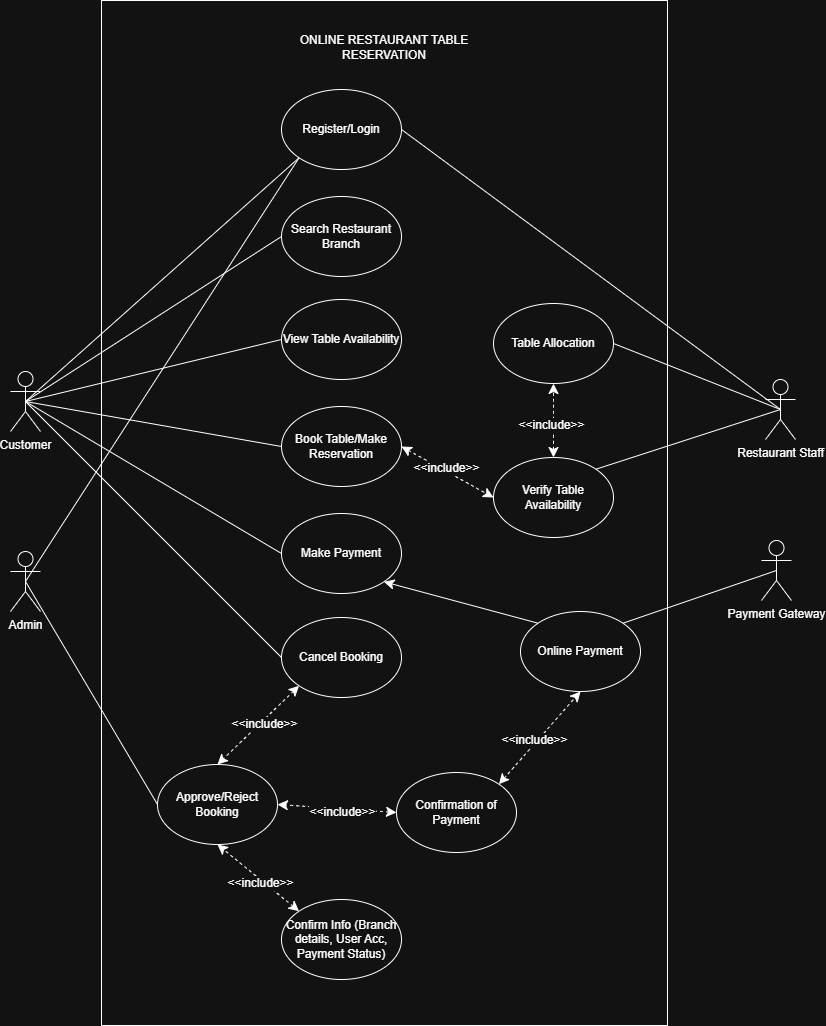 ONLINE RESTAURANT TABLE
RESERVATION
Register/Login
Search Restaurant
Branch
View Table Availability
Table Allocation
Customer
<<include>>
Restaurant Staff
Book Table/Make
Reservation
<<include>>
Verify Table
Availability
Make Payment
Admin
Payment Gateway
Cancel Booking
Online Payment
<<include>>
<<include>>
Approve/Reject
Booking
<<include>>
Confirmation of
Payment
<<include>>
Confirm Info (Branch
details, User Acc,
Payment Status)